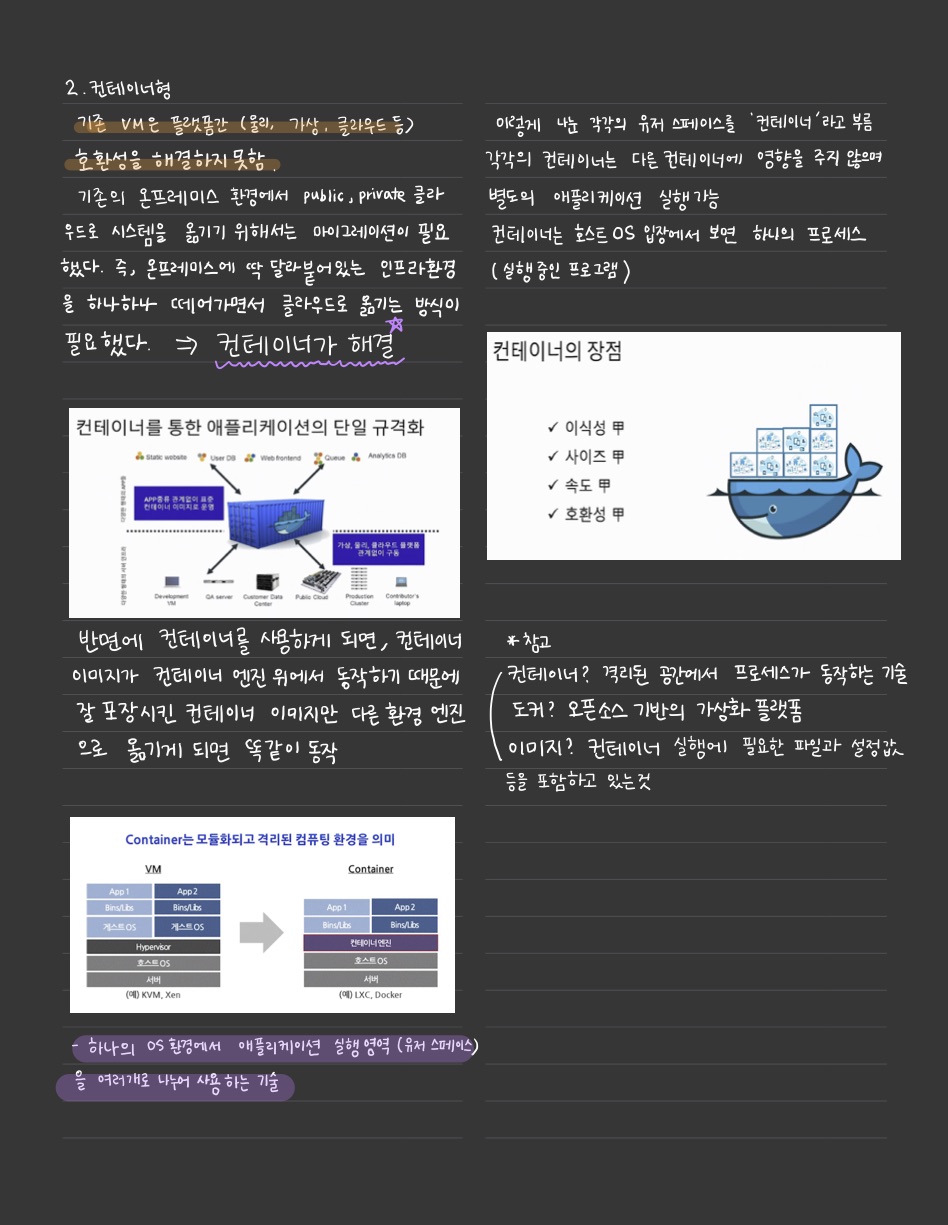 2. 컨테이너형
기존 VM은 플랫폼간 (물리, 가상, 클라우드 등)
호환성을 해결하지 못함.
기존의 온프레미스 환경에서 public, private 클라
우드로 시스템을 옮기기 위해서는 마이그레이션이 필요
했다. 즉, 온프레미스에 딱 달라붙어있는 인프라환경
을 하나하나 떼어가면서 클라우드로 옮기는 방식이
필요했다. ⇒ 컨테이너가 해결
컨테이너를 통한 애플리케이션의 단일 규격화
Static website
User DB
Web frontend
Queue
Analytics DB
APP종류 관계없이 표준
컨테이너 이미지로 운영
가상, 물리, 클라우드 플랫폼
관계없이 구동
Development
VM
QA server
Customer Data
Center
Public Cloud
Production
Cluster
Contributor's
laptop
반면에 컨테이너를 사용하게 되면, 컨테이너
이미지가 컨테이너 엔진 위에서 동작하기 때문에
잘 포장시킨 컨테이너 이미지만 다른 환경 엔진
으로 옮기게 되면 똑같이 동작
Container는 모듈화되고 격리된 컴퓨팅 환경을 의미
VM
App 1 App 2
Bins/Libs Bins/Libs
게스트 OS 게스트 OS
Hypervisor
호스트 OS
서버
(예) KVM, Xen
Container
App 1 App 2
Bins/Libs Bins/Libs
컨테이너 엔진
호스트 OS
서버
(예) LXC, Docker
- 하나의 OS 환경에서 애플리케이션 실행 영역 (유저 스페이스)
을 여러개로 나누어 사용하는 기술
이렇게 나눈 각각의 유저 스페이스를 '컨테이너'라고 부름
각각의 컨테이너는 다른 컨테이너에 영향을 주지 않으며
별도의 애플리케이션 실행 가능
컨테이너는 호스트 OS 입장에서 보면 하나의 프로세스
(실행중인 프로그램)
컨테이너의 장점
✓ 이식성 甲
✓ 사이즈 甲
✓ 속도 甲
✓ 호환성 甲
* 참고
컨테이너? 격리된 공간에서 프로세스가 동작하는 기술
도커? 오픈소스 기반의 가상화 플랫폼
이미지? 컨테이너 실행에 필요한 파일과 설정값
등을 포함하고 있는것